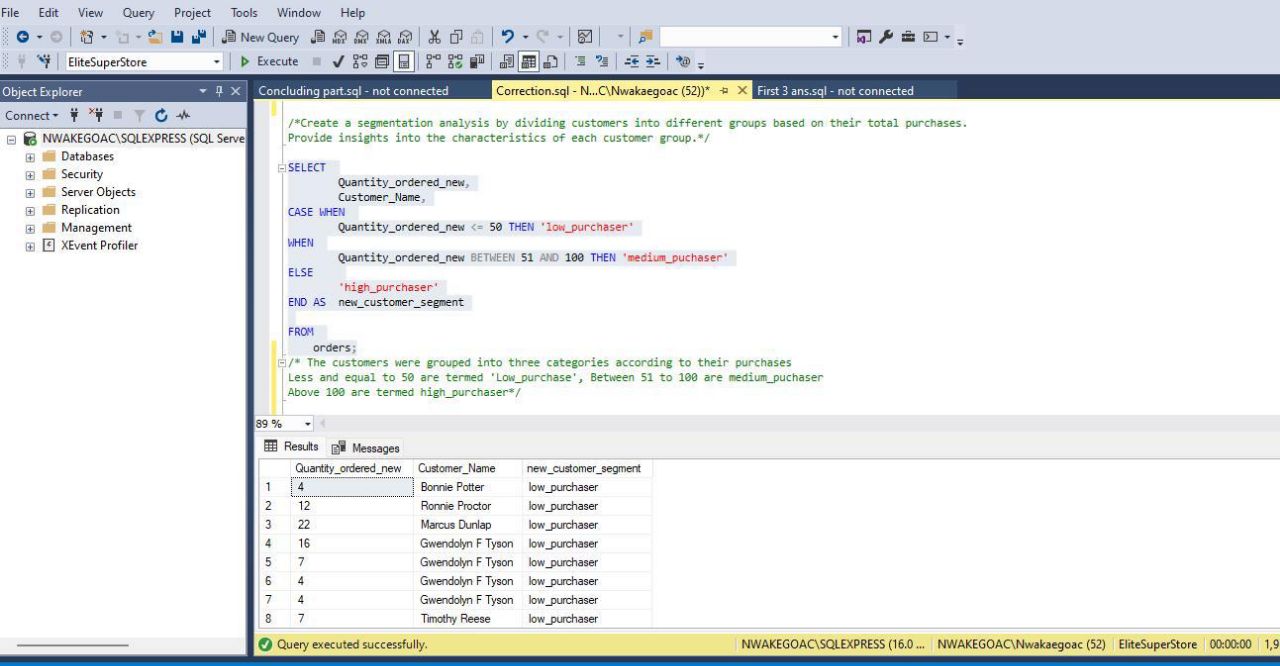 File Edit View Query Project Tools Window Help
New Query MDX DMX XMLA DAX
EliteSuperStore Execute
Object Explorer
Connect
NWAKEGOAC\SQLEXPRESS (SQL Serve
Databases
Security
Server Objects
Replication
Management
XEvent Profiler
Concluding part.sql - not connected Correction.sql - N...C\Nwakaegoac (52))* First 3 ans.sql - not connected
/*Create a segmentation analysis by dividing customers into different groups based on their total purchases.
Provide insights into the characteristics of each customer group.*/
SELECT
Quantity_ordered_new,
Customer_Name,
CASE WHEN
Quantity_ordered_new <= 50 THEN 'low_purchaser'
WHEN
Quantity_ordered_new BETWEEN 51 AND 100 THEN 'medium_puchaser'
ELSE
'high_purchaser'
END AS new_customer_segment
FROM
orders;
/* The customers were grouped into three categories according to their purchases
Less and equal to 50 are termed 'Low_purchase', Between 51 to 100 are medium_puchaser
Above 100 are termed high_purchaser*/
89 %
Results Messages
Quantity_ordered_new Customer_Name new_customer_segment
1 4 Bonnie Potter low_purchaser
2 12 Ronnie Proctor low_purchaser
3 22 Marcus Dunlap low_purchaser
4 16 Gwendolyn F Tyson low_purchaser
5 7 Gwendolyn F Tyson low_purchaser
6 4 Gwendolyn F Tyson low_purchaser
7 4 Gwendolyn F Tyson low_purchaser
8 7 Timothy Reese low_purchaser
Query executed successfully. NWAKEGOAC\SQLEXPRESS (16.0 ... NWAKEGOAC\Nwakaegoac (52) EliteSuperStore 00:00:00 1,9